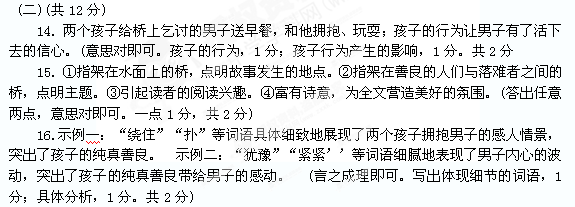 (二)(共 12 分)
14. 两个孩子给桥上乞讨的男子送早餐，和他拥抱、玩耍；孩子的行为让男子有了活下
去的信心。(意思对即可。孩子的行为，1 分；孩子行为产生的影响，1 分。共 2 分
15. ①指架在水面上的桥，点明故事发生的地点。②指架在善良的人们与落难者之间的
桥，点明主题。③引起读者的阅读兴趣。④富有诗意，为全文营造美好的氛围。(答出任意
两点，意思对即可。一点 1 分，共 2 分)
16. 示例一：“绕住”“扑”等词语具体细致地展现了两个孩子拥抱男子的感人情景，
突出了孩子的纯真善良。 示例二：“犹豫”“紧紧’’等词语细腻地表现了男子内心的波
动，突出了孩子的纯真善良带给男子的感动。 (言之成理即可。写出体现细节的词语，1
分；具体分析，1 分。共 2 分)